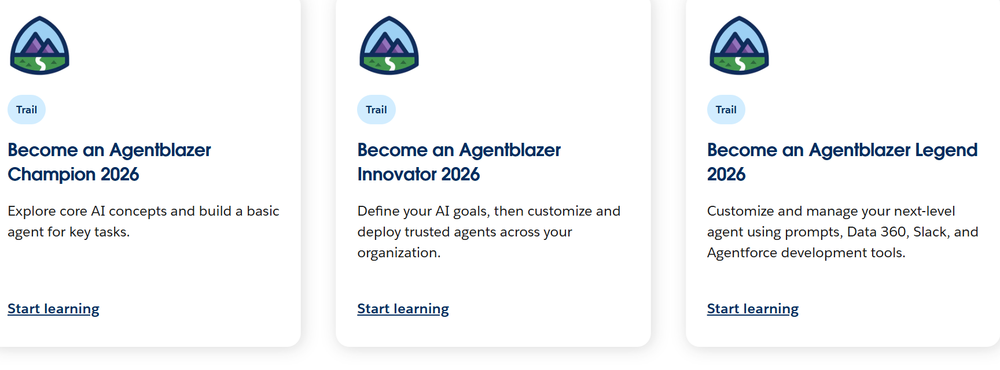 Trail
Become an Agentblazer
Champion 2026
Explore core AI concepts and build a basic
agent for key tasks.
Start learning
Trail
Become an Agentblazer
Innovator 2026
Define your AI goals, then customize and
deploy trusted agents across your
organization.
Start learning
Trail
Become an Agentblazer Legend
2026
Customize and manage your next-level
agent using prompts, Data 360, Slack, and
Agentforce development tools.
Start learning